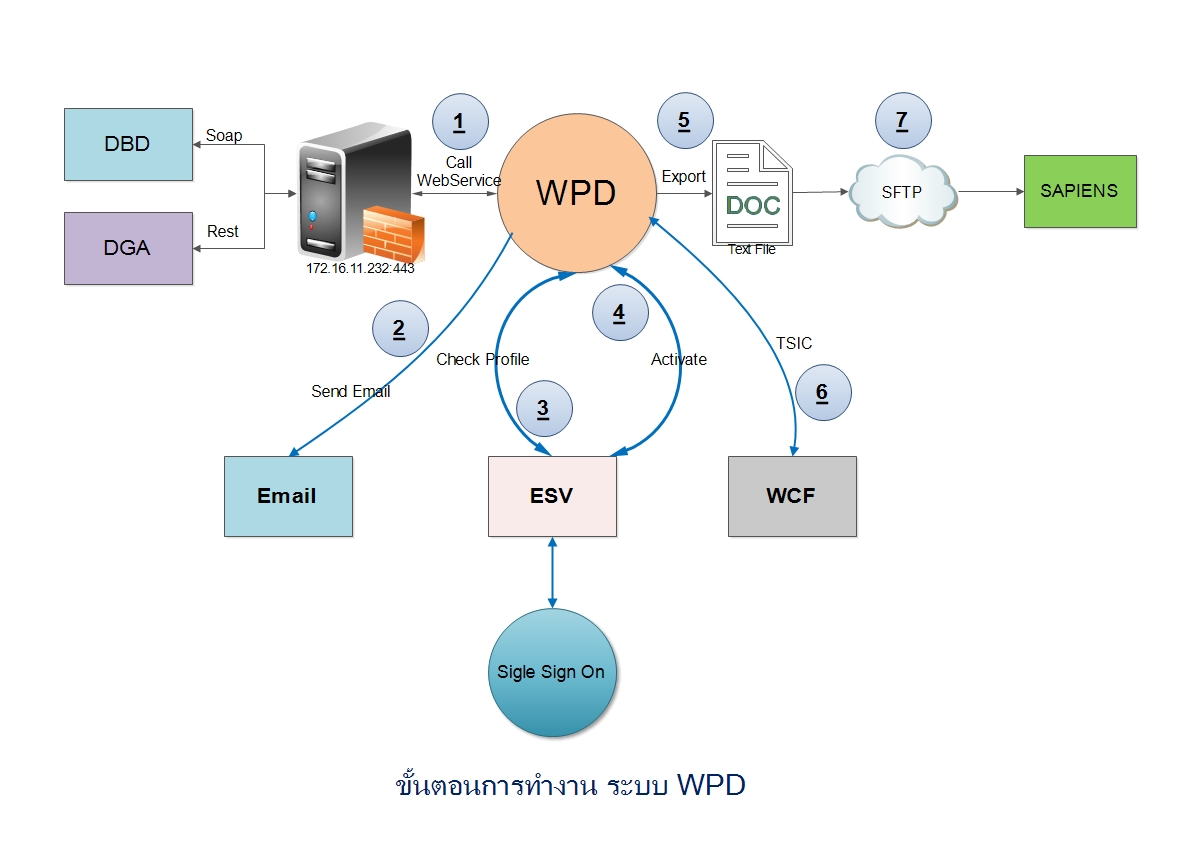 DBD
DGA
Soap
Rest
172.16.11.232:443
1
Call
WebService
WPD
5
Export
DOC
Text File
7
SFTP
SAPIENS
2
Send Email
Check Profile
3
4
Activate
TSIC
6
Email
ESV
WCF
Sigle Sign On
ขั้นตอนการทำงาน ระบบ WPD